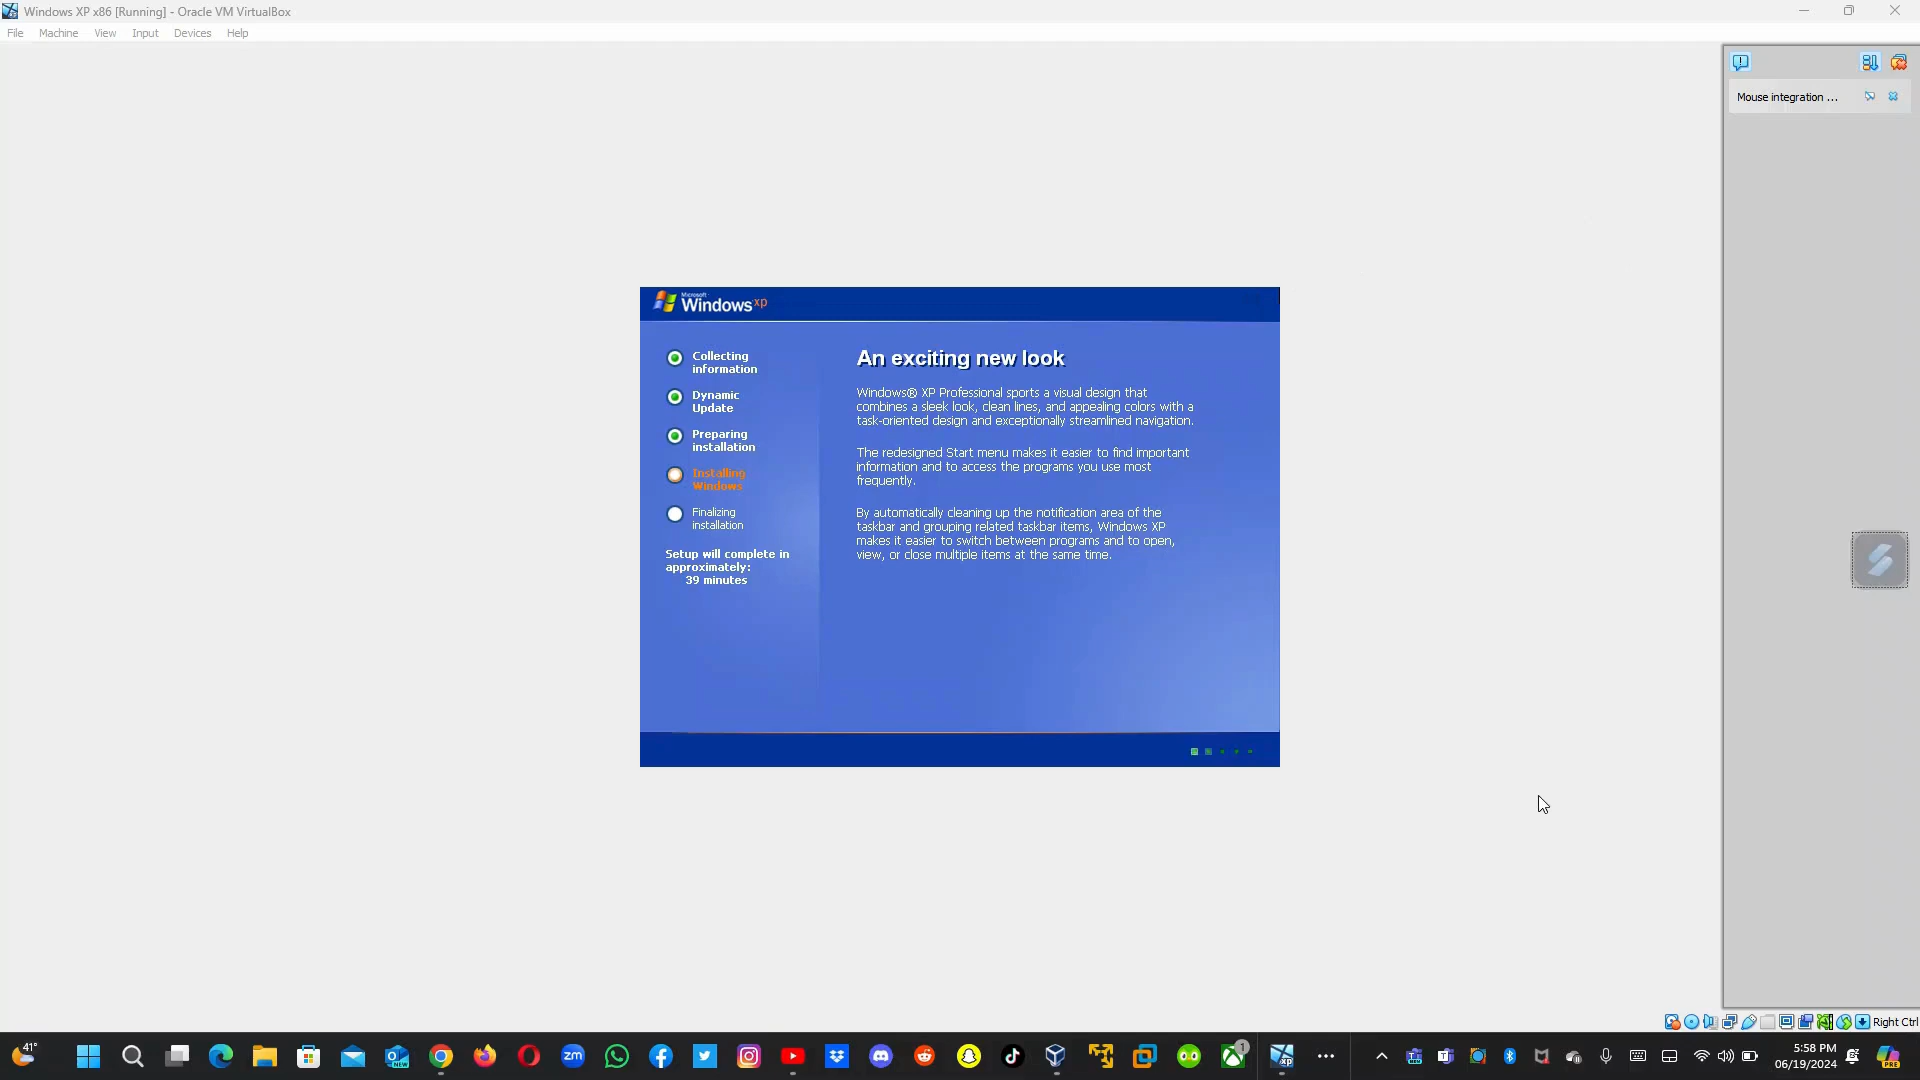 Windows XP x86 [Running] - Oracle VM VirtualBox
File Machine View Input Devices Help
Mouse integration ...
Microsoft
Windows xp
Collecting
information
Dynamic
Update
Preparing
installation
Installing
Windows
Finalizing
installation
Setup will complete in
approximately:
39 minutes
An exciting new look
Windows® XP Professional sports a visual design that
combines a sleek look, clean lines, and appealing colors with a
task-oriented design and exceptionally streamlined navigation.
The redesigned Start menu makes it easier to find important
information and to access the programs you use most
frequently.
By automatically cleaning up the notification area of the
taskbar and grouping related taskbar items, Windows XP
makes it easier to switch between programs and to open,
view, or close multiple items at the same time.
Right Ctrl
41°
NEW
zm
1
xp
5:58 PM
06/19/2024
PRE